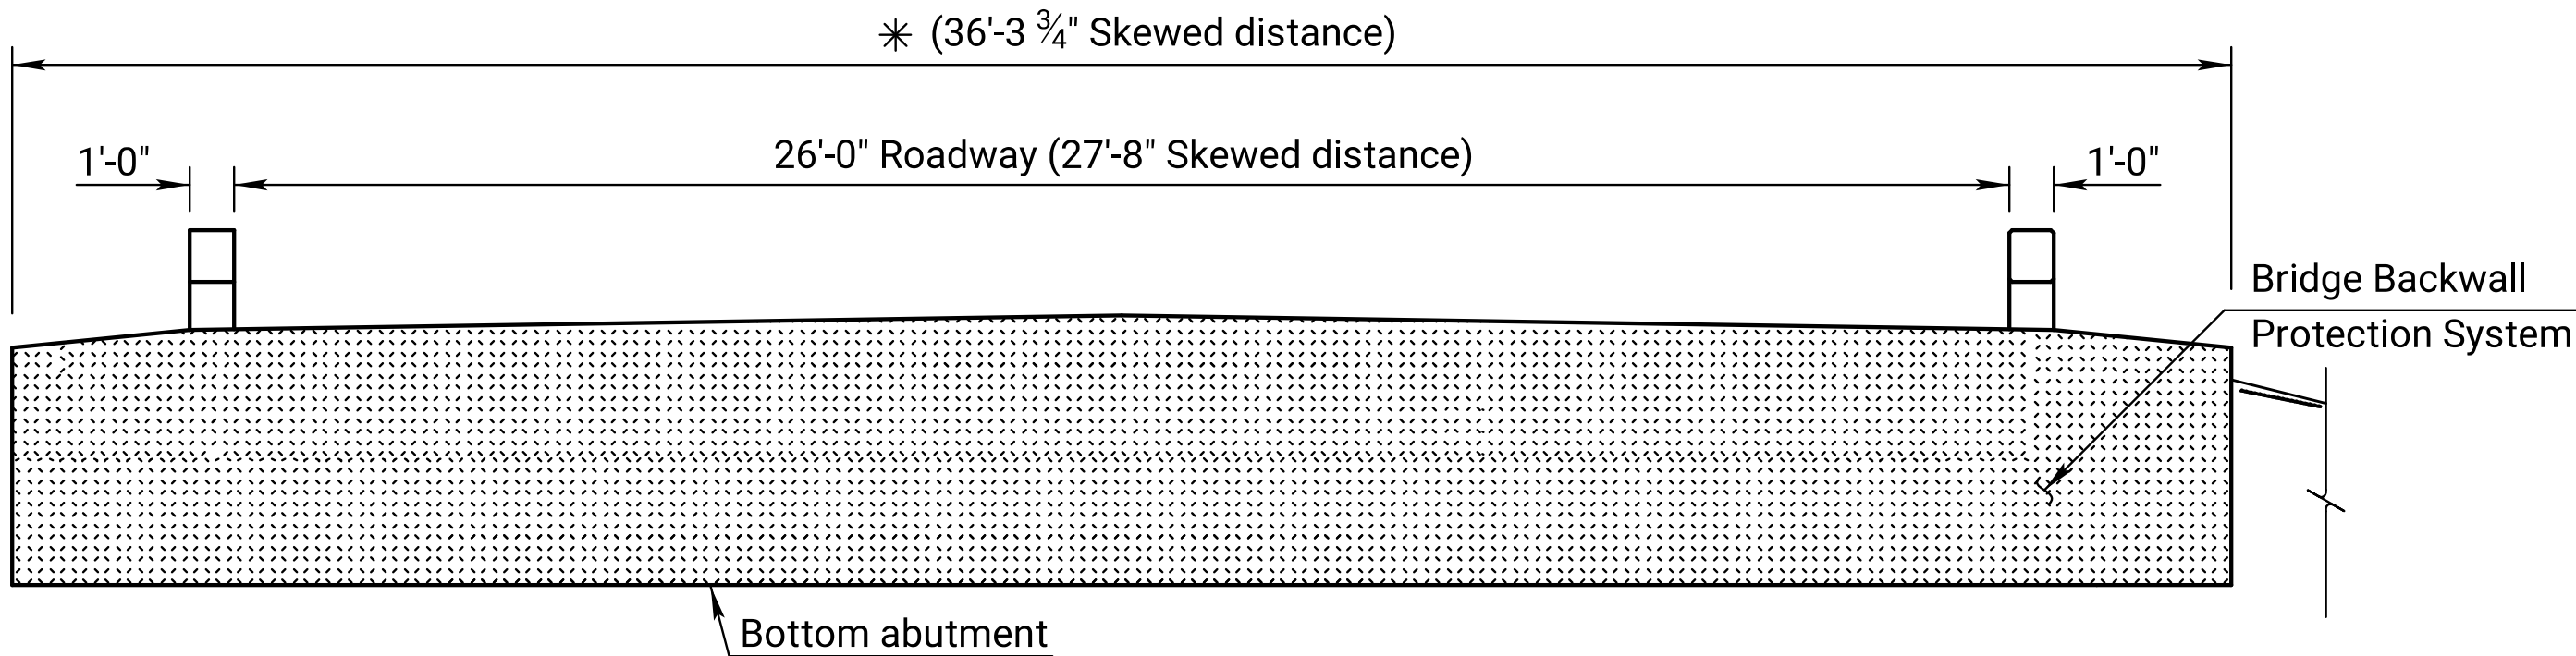 ✳ (36'-3 ¾" Skewed distance)
26'-0" Roadway (27'-8" Skewed distance)
1'-0"
1'-0"
Bridge Backwall
Protection System
Bottom abutment